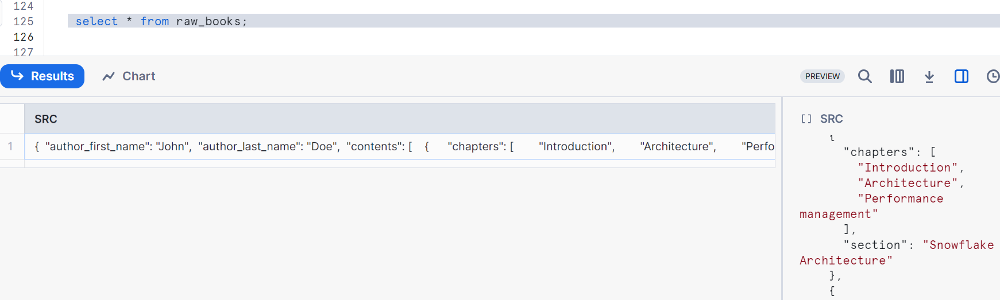 124
125 select * from raw_books;
126
127
Results Chart PREVIEW
SRC
1 { "author_first_name": "John", "author_last_name": "Doe", "contents": [ { "chapters": [ "Introduction", "Architecture", "Perfo
[] SRC
{
"chapters": [
"Introduction",
"Architecture",
"Performance
management"
],
"section": "Snowflake
Architecture"
},
{